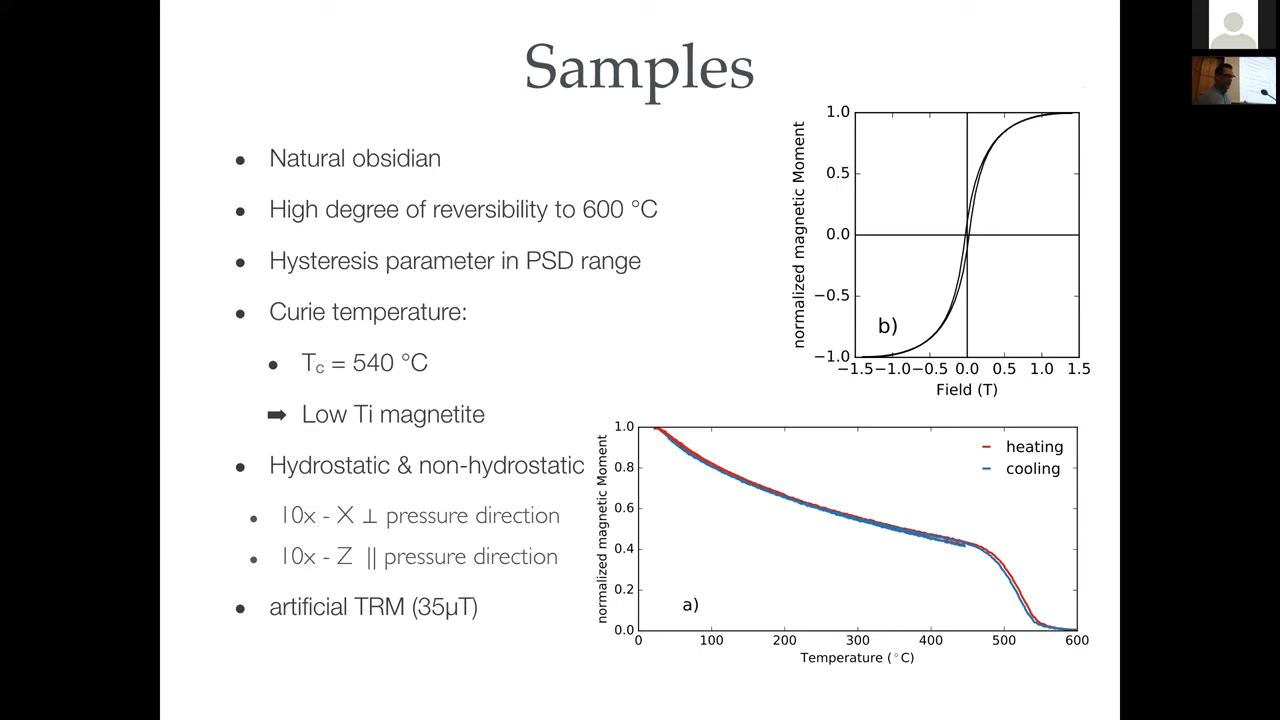 Samples
• Natural obsidian
• High degree of reversibility to 600 °C
• Hysteresis parameter in PSD range
• Curie temperature:
• Tc = 540 °C
➡ Low Ti magnetite
• Hydrostatic & non-hydrostatic
• 10x - X ⊥ pressure direction
• 10x - Z || pressure direction
• artificial TRM (35µT)
normalized magnetic Moment
1.0
0.5
0.0
−0.5
−1.0
b)
−1.5 −1.0 −0.5 0.0 0.5 1.0 1.5
Field (T)
normalized magnetic Moment
1.0
0.8
0.6
0.4
0.2
0.0
heating
cooling
a)
0 100 200 300 400 500 600
Temperature (°C)